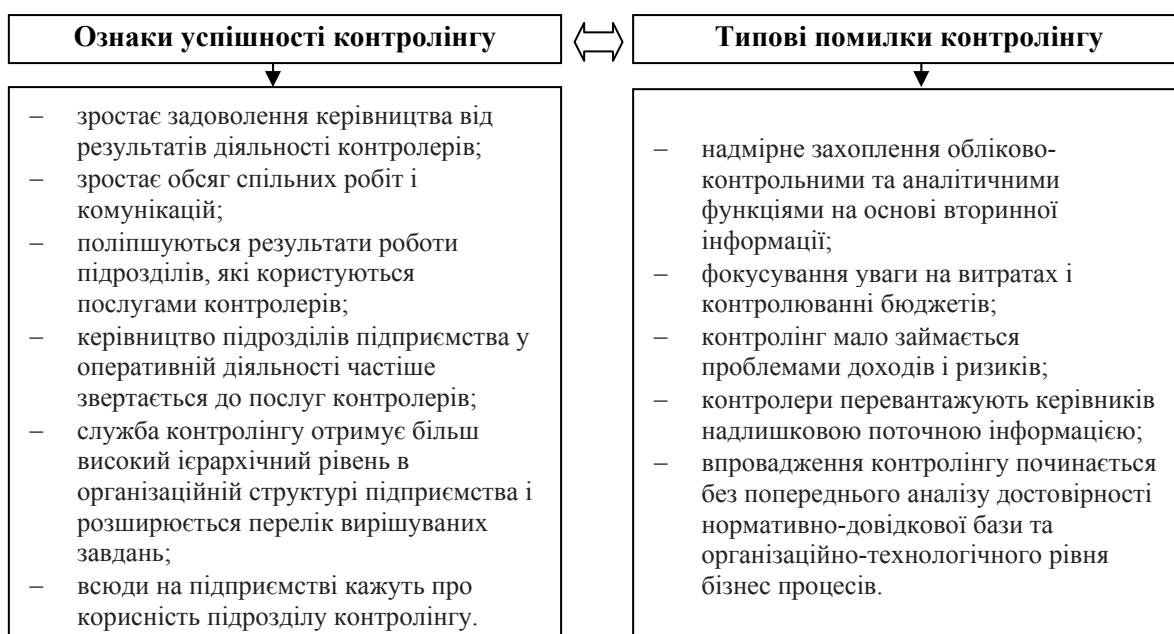 Ознаки успішності контролінгу
Типові помилки контролінгу
– зростає задоволення керівництва від
результатів діяльності контролерів;
– зростає обсяг спільних робіт і
комунікацій;
– поліпшуються результати роботи
підрозділів, які користуються
послугами контролерів;
– керівництво підрозділів підприємства у
оперативній діяльності частіше
звертається до послуг контролерів;
– служба контролінгу отримує більш
високий ієрархічний рівень в
організаційній структурі підприємства і
розширюється перелік вирішуваних
завдань;
– всюди на підприємстві кажуть про
корисність підрозділу контролінгу.
– надмірне захоплення обліково-
контрольними та аналітичними
функціями на основі вторинної
інформації;
– фокусування уваги на витратах і
контролюванні бюджетів;
– контролінг мало займається
проблемами доходів і ризиків;
– контролери перевантажують керівників
надлишковою поточною інформацією;
– впровадження контролінгу починається
без попереднього аналізу достовірності
нормативно-довідкової бази та
організаційно-технологічного рівня
бізнес процесів.